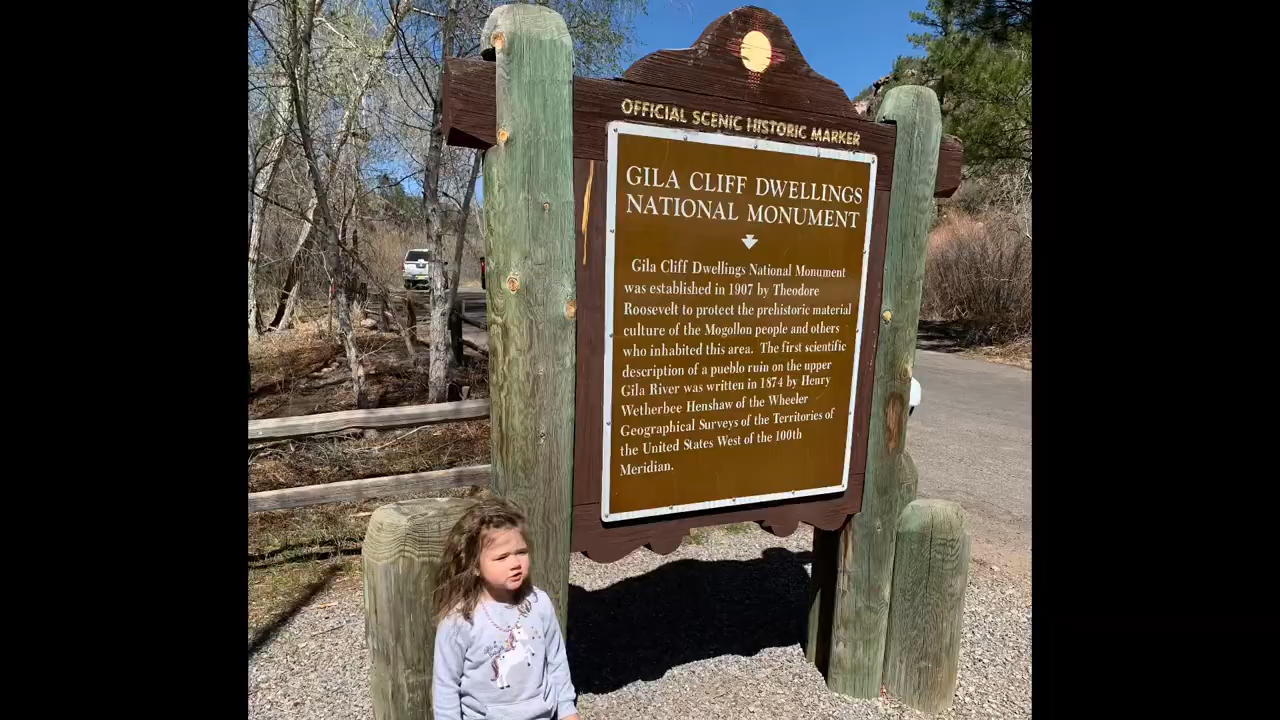 OFFICIAL SCENIC HISTORIC MARKER
GILA CLIFF DWELLINGS
NATIONAL MONUMENT
Gila Cliff Dwellings National Monument
was established in 1907 by Theodore
Roosevelt to protect the prehistoric material
culture of the Mogollon people and others
who inhabited this area. The first scientific
description of a pueblo ruin on the upper
Gila River was written in 1874 by Henry
Wetherbee Henshaw of the Wheeler
Geographical Surveys of the Territories of
the United States West of the 100th
Meridian.